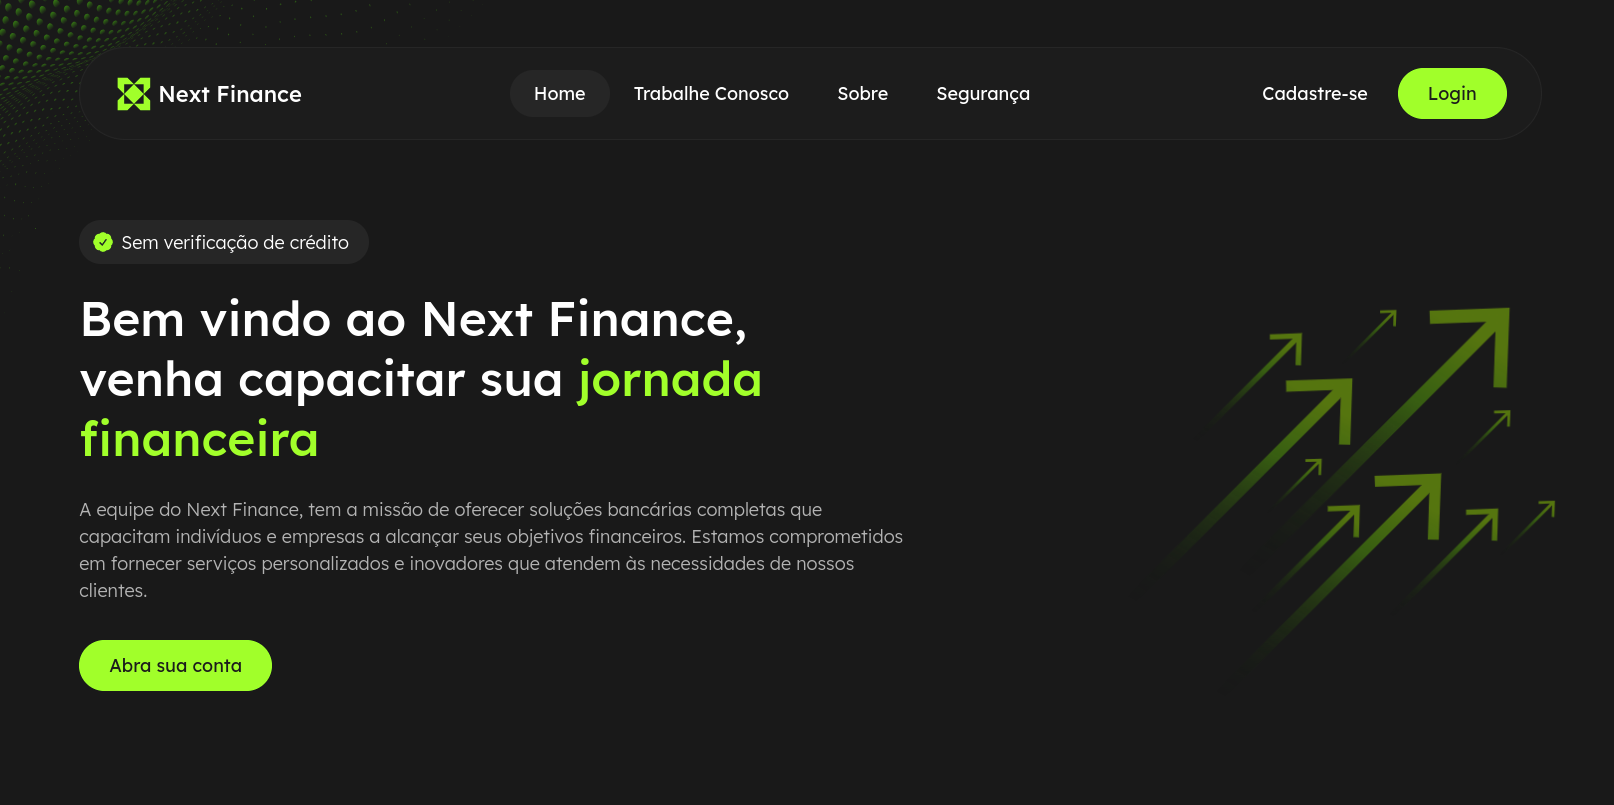 Next Finance
Home
Trabalhe Conosco
Sobre
Segurança
Cadastre-se
Login
Sem verificação de crédito
Bem vindo ao Next Finance,
venha capacitar sua jornada
financeira
A equipe do Next Finance, tem a missão de oferecer soluções bancárias completas que
capacitam indivíduos e empresas a alcançar seus objetivos financeiros. Estamos comprometidos
em fornecer serviços personalizados e inovadores que atendem às necessidades de nossos
clientes.
Abra sua conta